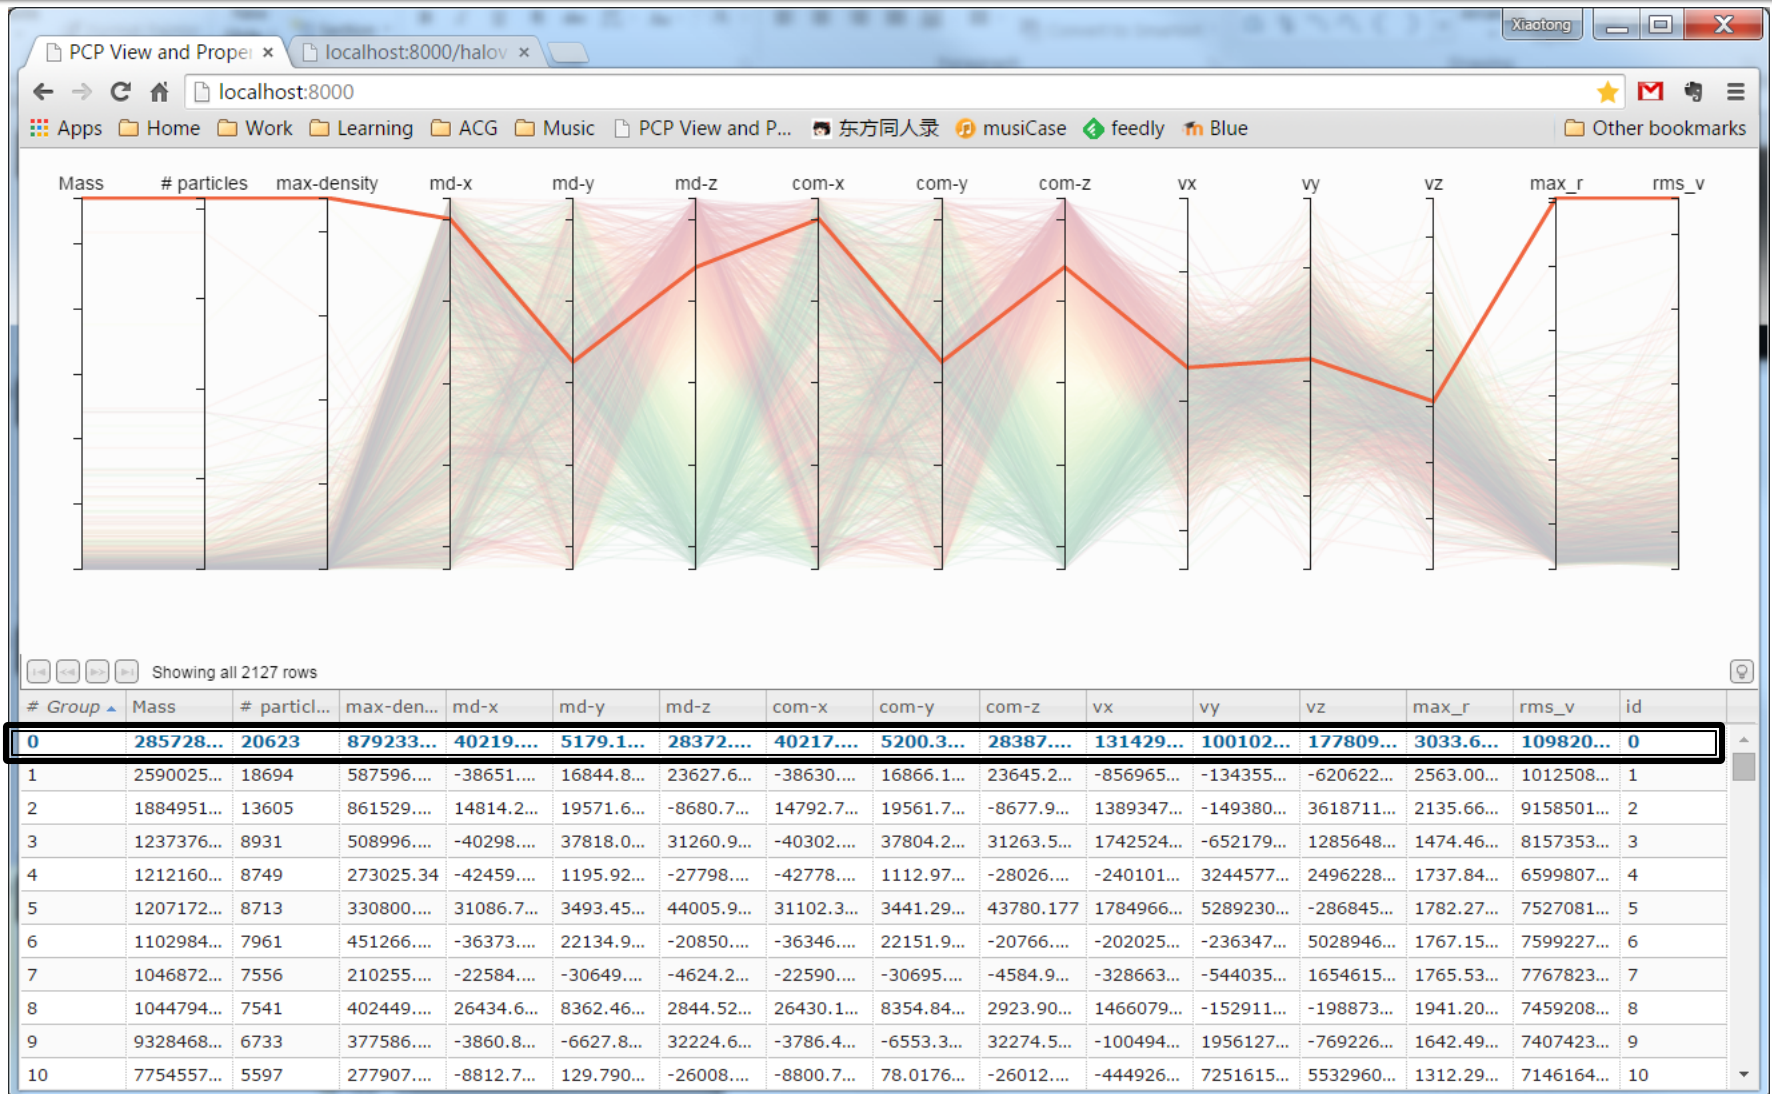 Xiaotong
PCP View and Proper × localhost:8000/halov ×
localhost:8000
Apps Home Work Learning ACG Music PCP View and P... 东方同人录 musiCase feedly Blue Other bookmarks
Mass # particles max-density md-x md-y md-z com-x com-y com-z vx vy vz max_r rms_v
Showing all 2127 rows
# Group Mass # particl... max-den... md-x md-y md-z com-x com-y com-z vx vy vz max_r rms_v id
0 285728... 20623 879233... 40219.... 5179.1... 28372.... 40217.... 5200.3... 28387.... 131429... 100102... 177809... 3033.6... 109820... 0
1 2590025... 18694 587596.... -38651.... 16844.8... 23627.6... -38630.... 16866.1... 23645.2... -856965... -134355... -620622... 2563.00... 1012508... 1
2 1884951... 13605 861529.... 14814.2... 19571.6... -8680.7... 14792.7... 19561.7... -8677.9... 1389347... -149380... 3618711... 2135.66... 9158501... 2
3 1237376... 8931 508996.... -40298.... 37818.0... 31260.9... -40302.... 37804.2... 31263.5... 1742524... -652179... 1285648... 1474.46... 8157353... 3
4 1212160... 8749 273025.34 -42459.... 1195.92... -27798.... -42778.... 1112.97... -28026.... -240101... 3244577... 2496228... 1737.84... 6599807... 4
5 1207172... 8713 330800.... 31086.7... 3493.45... 44005.9... 31102.3... 3441.29... 43780.177 1784966... 5289230... -286845... 1782.27... 7527081... 5
6 1102984... 7961 451266.... -36373.... 22134.9... -20850.... -36346.... 22151.9... -20766.... -202025... -236347... 5028946... 1767.15... 7599227... 6
7 1046872... 7556 210255.... -22584.... -30649.... -4624.2... -22590.... -30695.... -4584.9... -328663... -544035... 1654615... 1765.53... 7767823... 7
8 1044794... 7541 402449.... 26434.6... 8362.46... 2844.52... 26430.1... 8354.84... 2923.90... 1466079... -152911... -198873... 1941.20... 7459208... 8
9 9328468... 6733 377586.... -3860.8... -6627.8... 32224.6... -3786.4... -6553.3... 32274.5... -100494... 1956127... -769226... 1642.49... 7407423... 9
10 7754557... 5597 277907.... -8812.7... 129.790... -26008.... -8800.7... 78.0176... -26012.... -444926... 7251615... 5532960... 1312.29... 7146164... 10